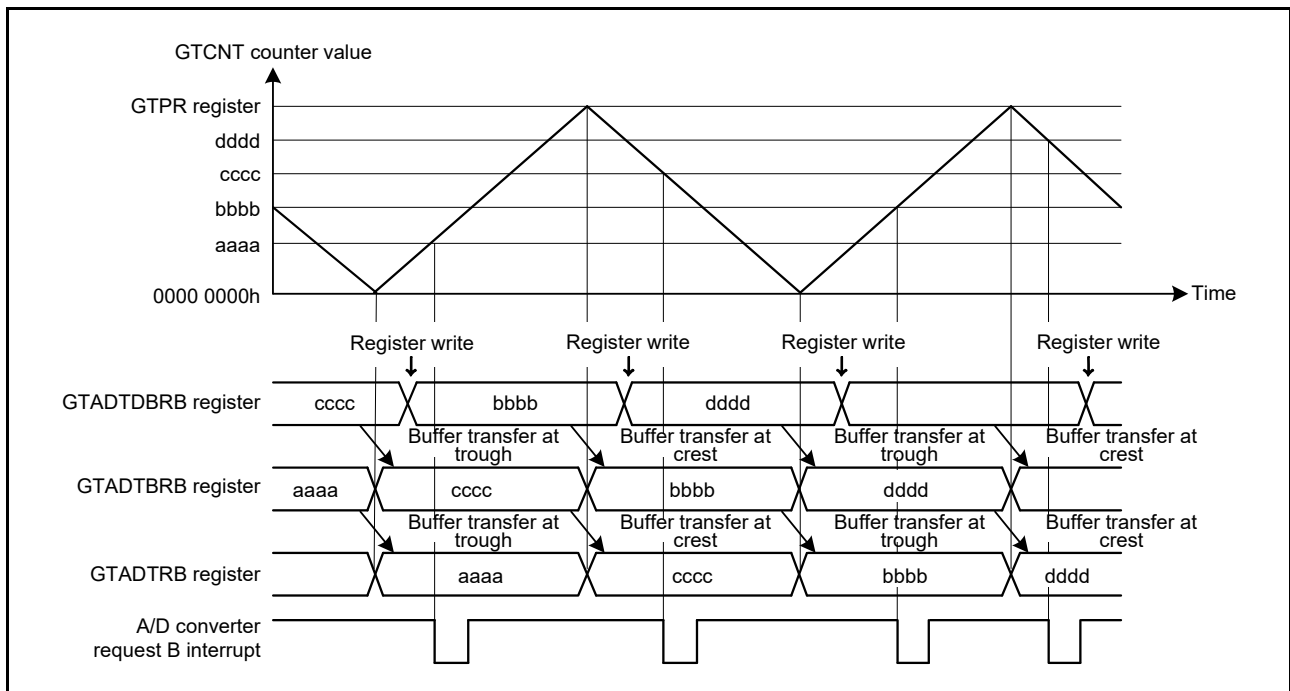 GTCNT counter value
GTPR register
dddd
cccc
bbbb
aaaa
0000 0000h
Time
Register write Register write Register write Register write
GTADTDBRB register cccc bbbb dddd
Buffer transfer at trough Buffer transfer at crest Buffer transfer at trough Buffer transfer at crest
GTADTBRB register aaaa cccc bbbb dddd
Buffer transfer at trough Buffer transfer at crest Buffer transfer at trough Buffer transfer at crest
GTADTRB register aaaa cccc bbbb dddd
A/D converter
request B interrupt